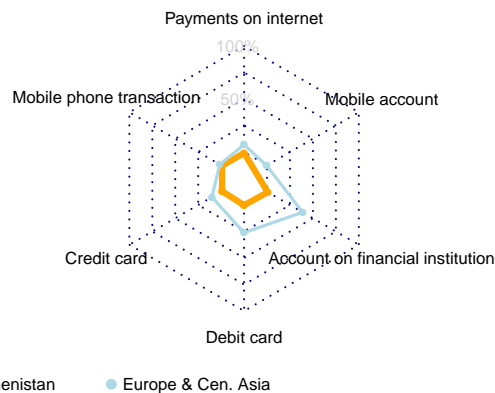 Payments on internet
100%
Mobile phone transaction
50%
Mobile account
Credit card
Account on financial institution
Debit card
enistan
Europe & Cen. Asia